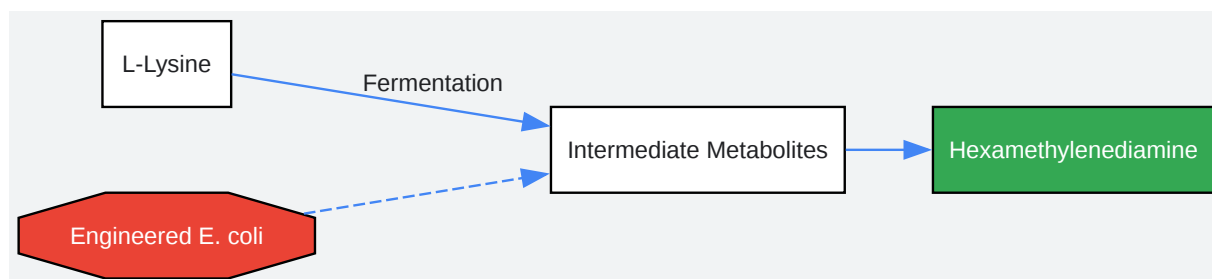 L-Lysine
Fermentation
Intermediate Metabolites
Hexamethylenediamine
Engineered E. coli